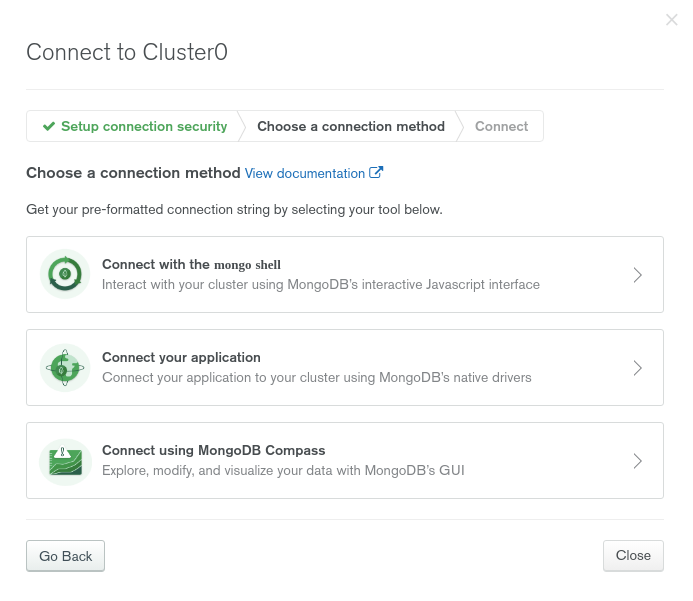 Connect to Cluster0
Setup connection security
Choose a connection method
Connect
Choose a connection method View documentation
Get your pre-formatted connection string by selecting your tool below.
Connect with the mongo shell
Interact with your cluster using MongoDB's interactive Javascript interface
Connect your application
Connect your application to your cluster using MongoDB's native drivers
Connect using MongoDB Compass
Explore, modify, and visualize your data with MongoDB's GUI
Go Back
Close